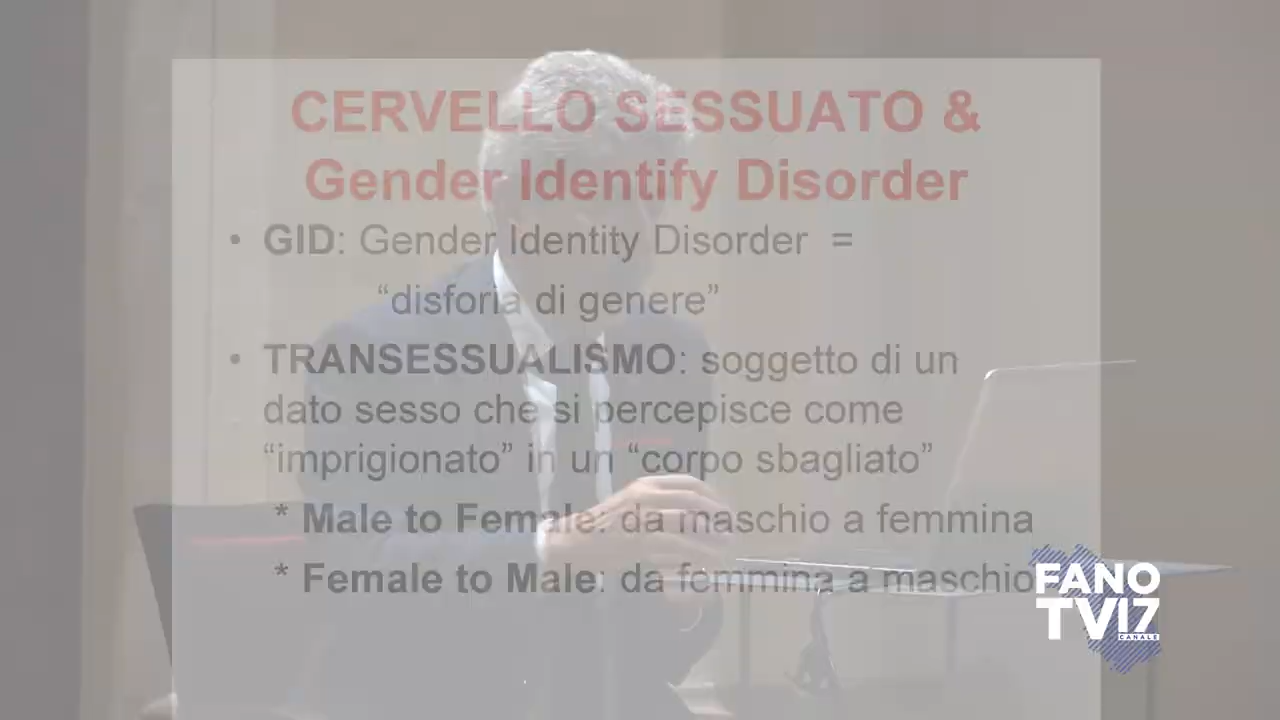 CERVELLO SESSUATO &
Gender Identify Disorder
• GID: Gender Identity Disorder =
“disforia di genere”
• TRANSESSUALISMO: soggetto di un
dato sesso che si percepisce come
“imprigionato” in un “corpo sbagliato”
* Male to Female: da maschio a femmina
* Female to Male: da femmina a maschio
FANO
TV17
CANALE